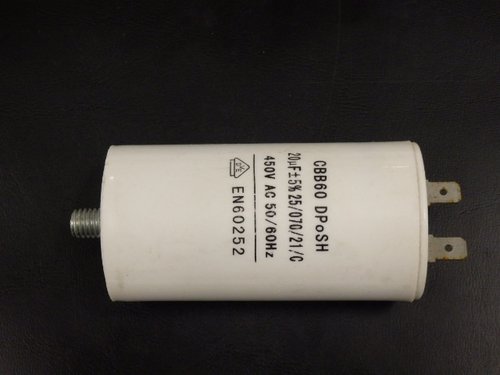 CBB60 DPoSH
20µF±5% 25/070/21/C
450V AC 50/60Hz
EN60252